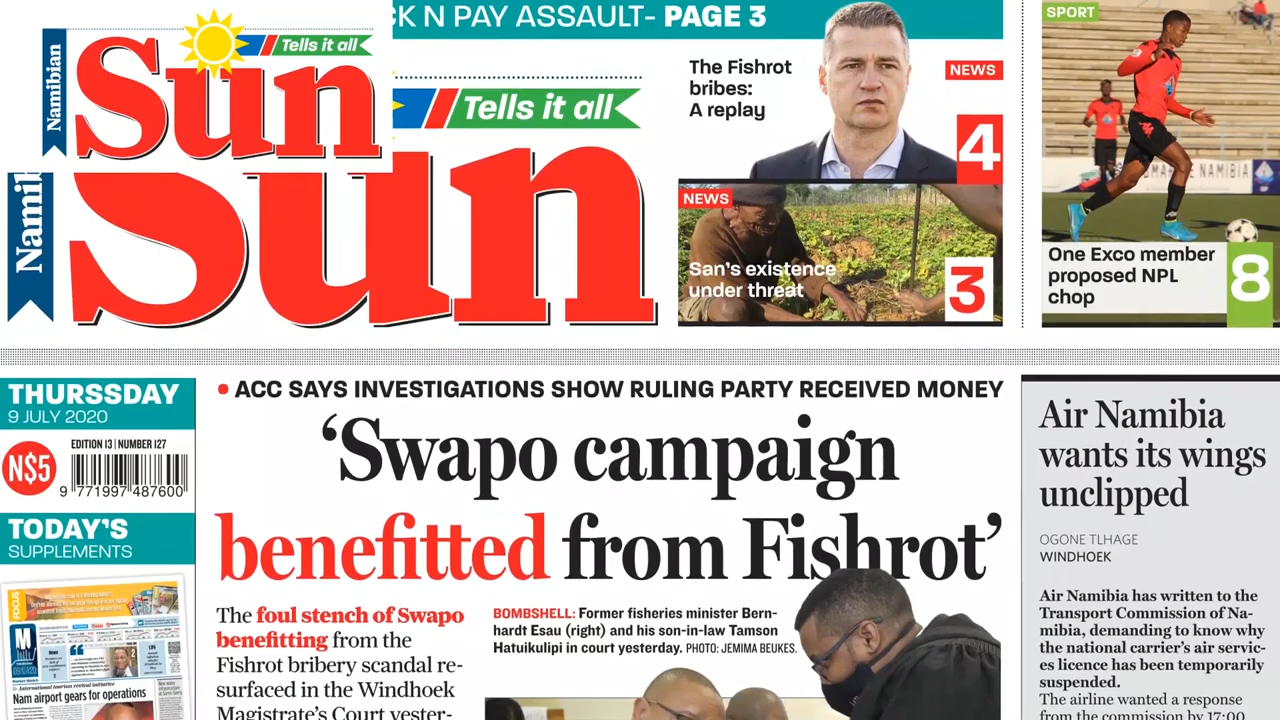 CK N PAY ASSAULT- PAGE 3
Namibian
Sun
Tells it all
Tells it all
Nami
Sun
The Fishrot
bribes:
A replay
NEWS
4
NEWS
San's existence
under threat
3
SPORT
NAMIBIA
One Exco member
proposed NPL
chop
8
THURSSDAY
9 JULY 2020
EDITION 13 | NUMBER 127
N$5
9 771997 487600
TODAY'S
SUPPLEMENTS
FOCUS
M
International tourism revival initiative
Nam airport gears for operations
• ACC SAYS INVESTIGATIONS SHOW RULING PARTY RECEIVED MONEY
‘Swapo campaign
benefitted from Fishrot’
The foul stench of Swapo
benefitting from the
Fishrot bribery scandal re-
surfaced in the Windhoek
Magistrate's Court yester-
BOMBSHELL: Former fisheries minister Bern-
hardt Esau (right) and his son-in-law Tamson
Hatuikulipi in court yesterday. PHOTO: JEMIMA BEUKES.
Air Namibia
wants its wings
unclipped
OGONE TLHAGE
WINDHOEK
Air Namibia has written to the
Transport Commission of Na-
mibia, demanding to know why
the national carrier's air servic-
es licence has been temporarily
suspended.
The airline wanted a response
from the commission by 17:00